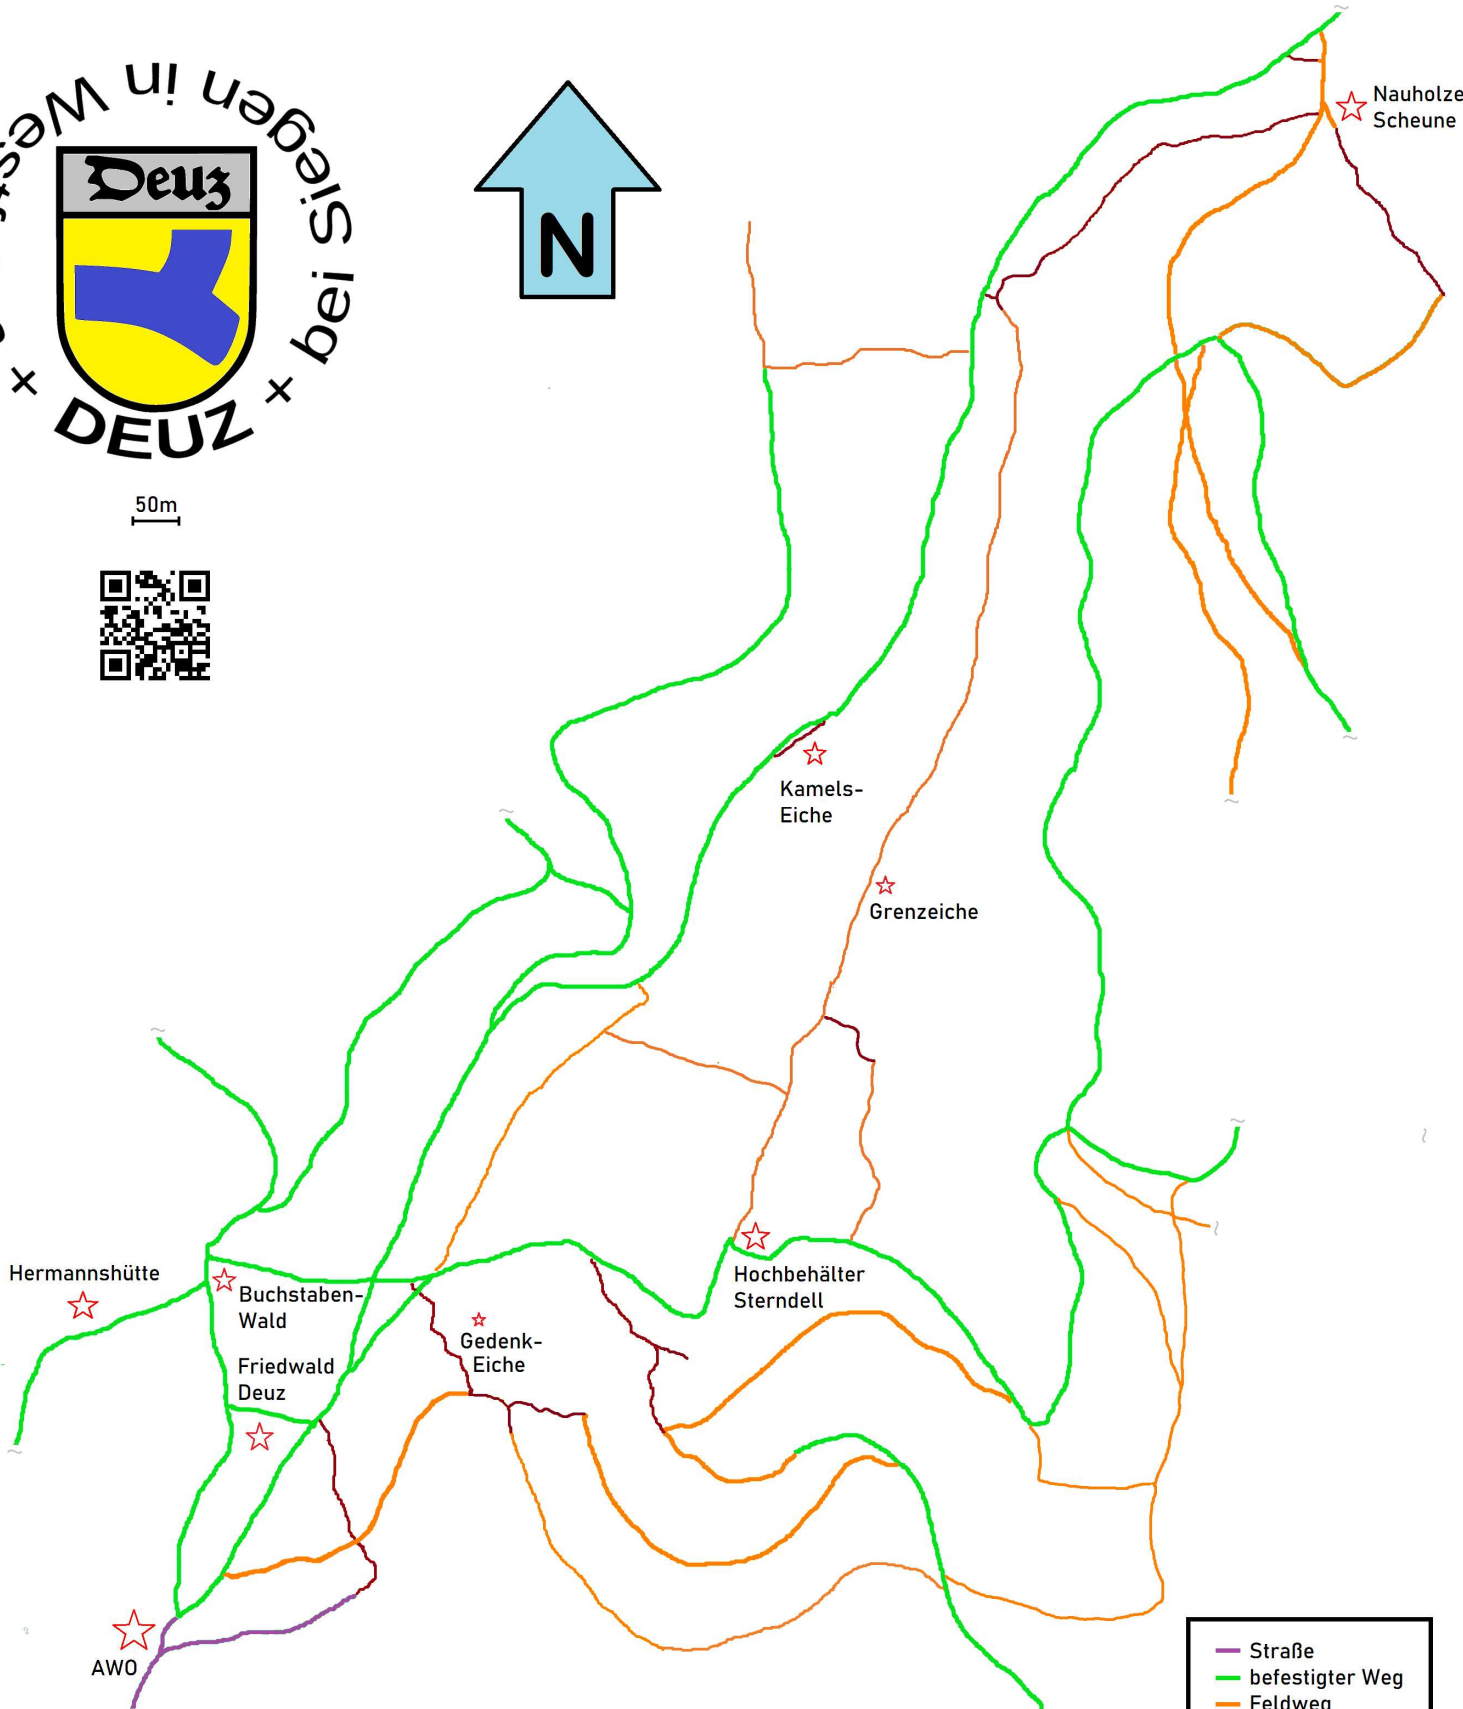 bei Siegen in Wes
+ DEUZ +
Deuz
N
50m
Nauholze
Scheune
Kamels-
Eiche
Grenzeiche
Hermannshütte
Buchstaben-
Wald
Hochbehälter
Sterndell
Gedenk-
Eiche
Friedwald
Deuz
AWO
Straße
befestigter Weg
Feldweg